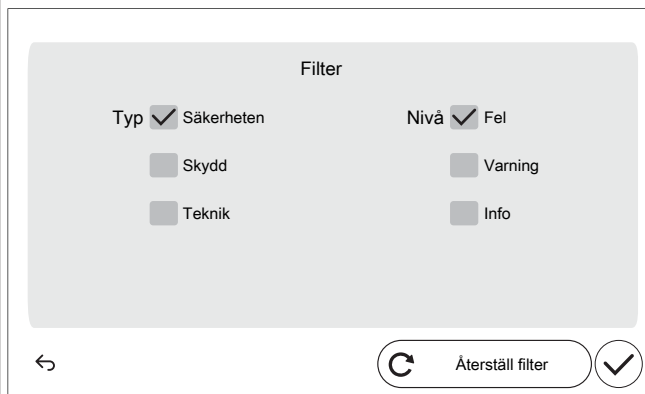 Filter
Typ Säkerheten Nivå Fel
Skydd Varning
Teknik Info
Återställ filter